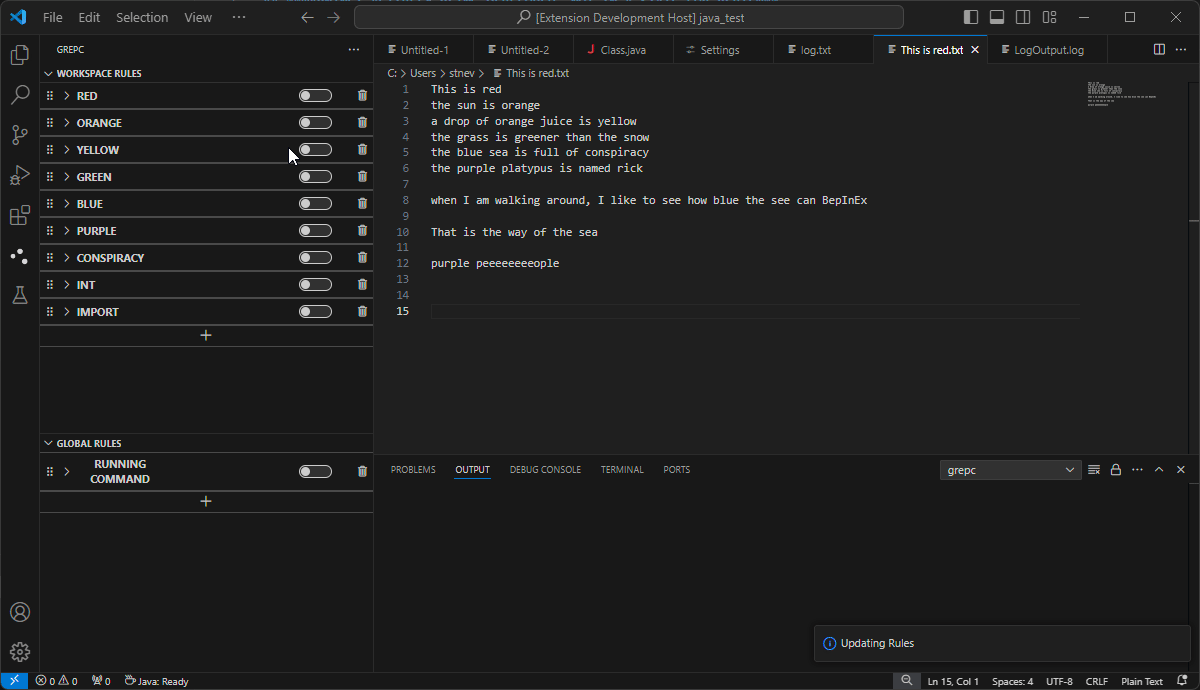 File Edit Selection View ··· [Extension Development Host] java_test
GREPC
Untitled-1 Untitled-2 Class.java Settings log.txt This is red.txt LogOutput.log
WORKSPACE RULES
RED
ORANGE
YELLOW
GREEN
BLUE
PURPLE
CONSPIRACY
INT
IMPORT
+
GLOBAL RULES
RUNNING
COMMAND
+
C: > Users > stnev > This is red.txt
1 This is red
2 the sun is orange
3 a drop of orange juice is yellow
4 the grass is greener than the snow
5 the blue sea is full of conspiracy
6 the purple platypus is named rick
7
8 when I am walking around, I like to see how blue the see can BepInEx
9
10 That is the way of the sea
11
12 purple peeeeeeeeople
13
14
15
PROBLEMS OUTPUT DEBUG CONSOLE TERMINAL PORTS grepc
Updating Rules
0 0 0 Java: Ready Ln 15, Col 1 Spaces: 4 UTF-8 CRLF Plain Text